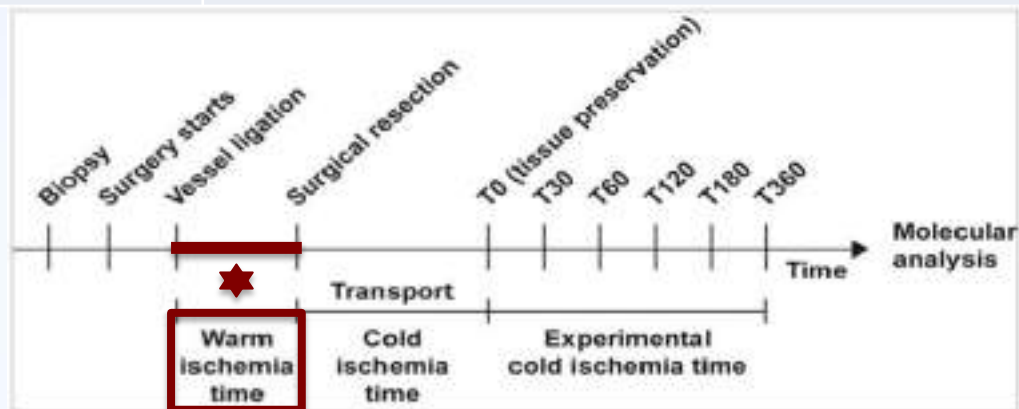 Biopsy
Surgery starts
Vessel ligation
Surgical resection
T0 (tissue preservation)
T30
T60
T120
T180
T360
Time
Molecular
analysis
Transport
Warm
ischemia
time
Cold
ischemia
time
Experimental
cold ischemia time